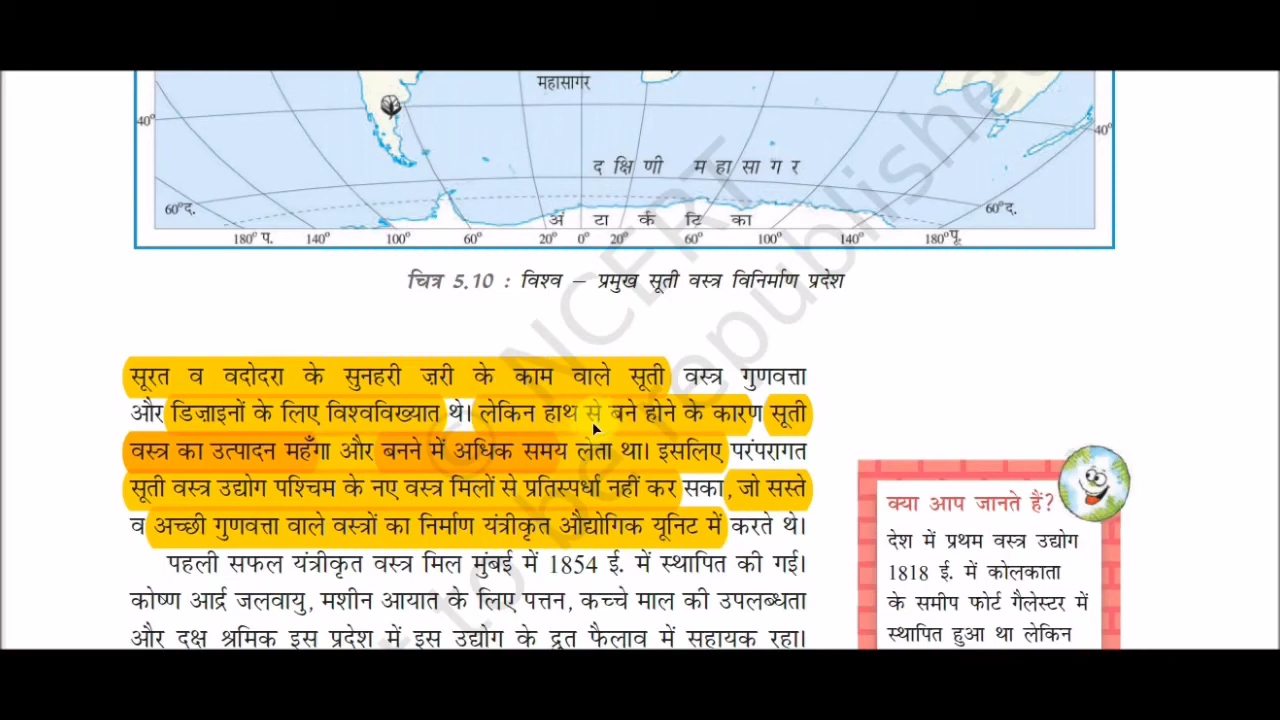 महासागर
40°
40°
द क्षि णी म हा सा ग र
60°द.
60°द.
अं टा र्क टि का
180° प. 140° 100° 60° 20° 0° 20° 60° 100° 140° 180°पू.
चित्र 5.10 : विश्व – प्रमुख सूती वस्त्र विनिर्माण प्रदेश
सूरत व वदोदरा के सुनहरी ज़री के काम वाले सूती वस्त्र गुणवत्ता
और डिज़ाइनों के लिए विश्वविख्यात थे। लेकिन हाथ से बने होने के कारण सूती
वस्त्र का उत्पादन महँगा और बनने में अधिक समय लेता था। इसलिए परंपरागत
सूती वस्त्र उद्योग पश्चिम के नए वस्त्र मिलों से प्रतिस्पर्धा नहीं कर सका, जो सस्ते
व अच्छी गुणवत्ता वाले वस्त्रों का निर्माण यंत्रीकृत औद्योगिक यूनिट में करते थे।
पहली सफल यंत्रीकृत वस्त्र मिल मुंबई में 1854 ई. में स्थापित की गई।
कोष्ण आर्द्र जलवायु, मशीन आयात के लिए पत्तन, कच्चे माल की उपलब्धता
और दक्ष श्रमिक इस प्रदेश में इस उद्योग के द्रुत फैलाव में सहायक रहा।
क्या आप जानते हैं?
देश में प्रथम वस्त्र उद्योग
1818 ई. में कोलकाता
के समीप फोर्ट गैलेस्टर में
स्थापित हुआ था लेकिन
© NCERT
not to be republished